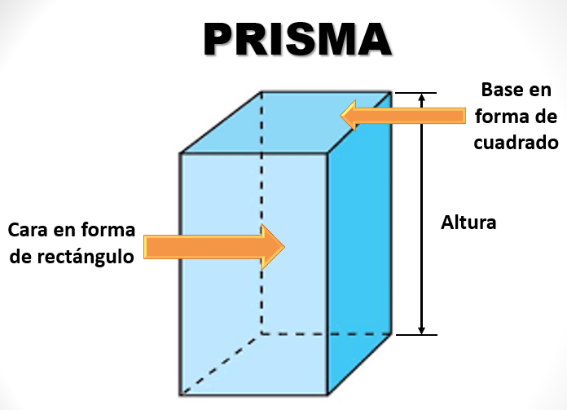 PRISMA
Base en
forma de
cuadrado
Altura
Cara en forma
de rectángulo